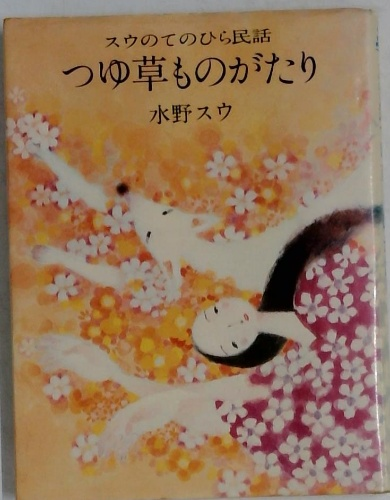 スウのてのひら民話
つゆ草ものがたり
水野スウ